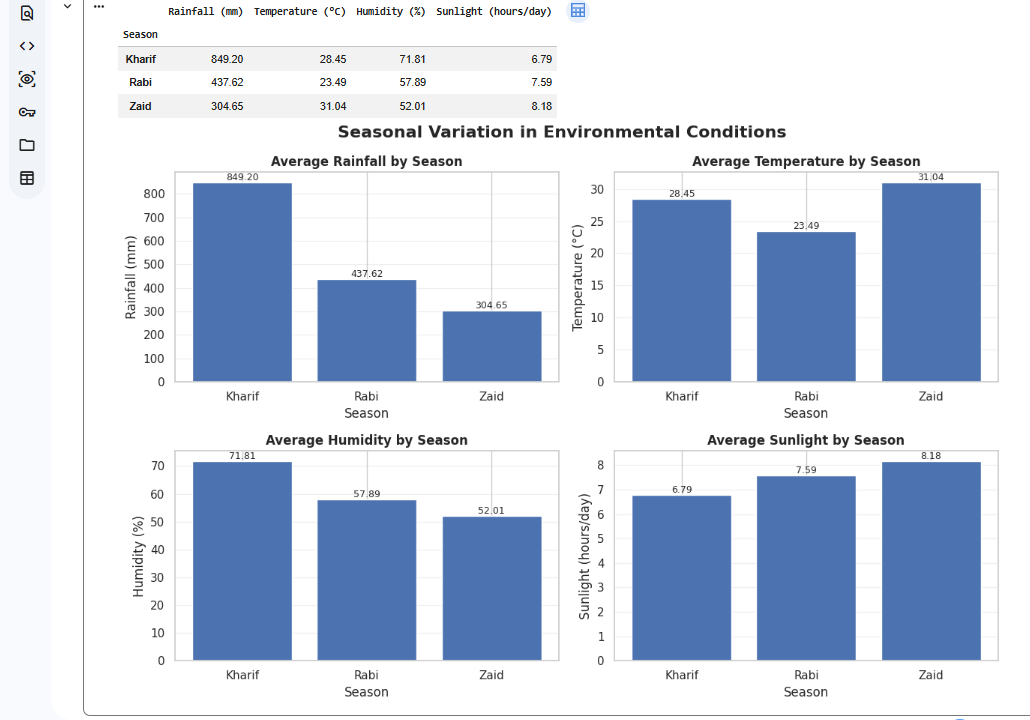 Rainfall (mm) Temperature (°C) Humidity (%) Sunlight (hours/day)
Season
Kharif 849.20 28.45 71.81 6.79
Rabi 437.62 23.49 57.89 7.59
Zaid 304.65 31.04 52.01 8.18
Seasonal Variation in Environmental Conditions
Average Rainfall by Season
849.20
437.62
304.65
800
700
600
500
400
300
200
100
0
Rainfall (mm)
Kharif Rabi Zaid
Season
Average Temperature by Season
28.45
23.49
31.04
30
25
20
15
10
5
0
Temperature (°C)
Kharif Rabi Zaid
Season
Average Humidity by Season
71.81
57.89
52.01
70
60
50
40
30
20
10
0
Humidity (%)
Kharif Rabi Zaid
Season
Average Sunlight by Season
6.79
7.59
8.18
8
7
6
5
4
3
2
1
0
Sunlight (hours/day)
Kharif Rabi Zaid
Season